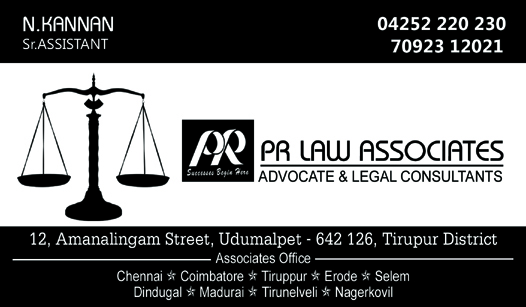 N.KANNAN
Sr.ASSISTANT
04252 220 230
70923 12021
PR
Successes Begin Here
PR LAW ASSOCIATES
ADVOCATE & LEGAL CONSULTANTS
12, Amanalingam Street, Udumalpet - 642 126, Tirupur District
Associates Office
Chennai ☆ Coimbatore ☆ Tiruppur ☆ Erode ☆ Selem
Dindugal ☆ Madurai ☆ Tirunelveli ☆ Nagerkovil